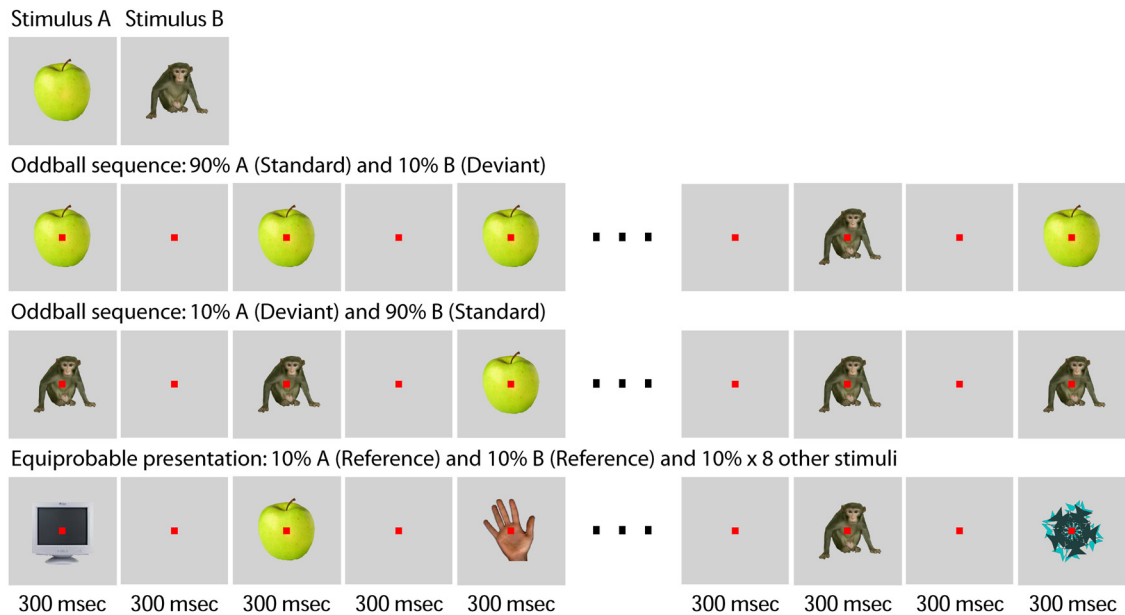 Stimulus A Stimulus B
Oddball sequence: 90% A (Standard) and 10% B (Deviant)
Oddball sequence: 10% A (Deviant) and 90% B (Standard)
Equiprobable presentation: 10% A (Reference) and 10% B (Reference) and 10% x 8 other stimuli
300 msec 300 msec 300 msec 300 msec 300 msec 300 msec 300 msec 300 msec 300 msec